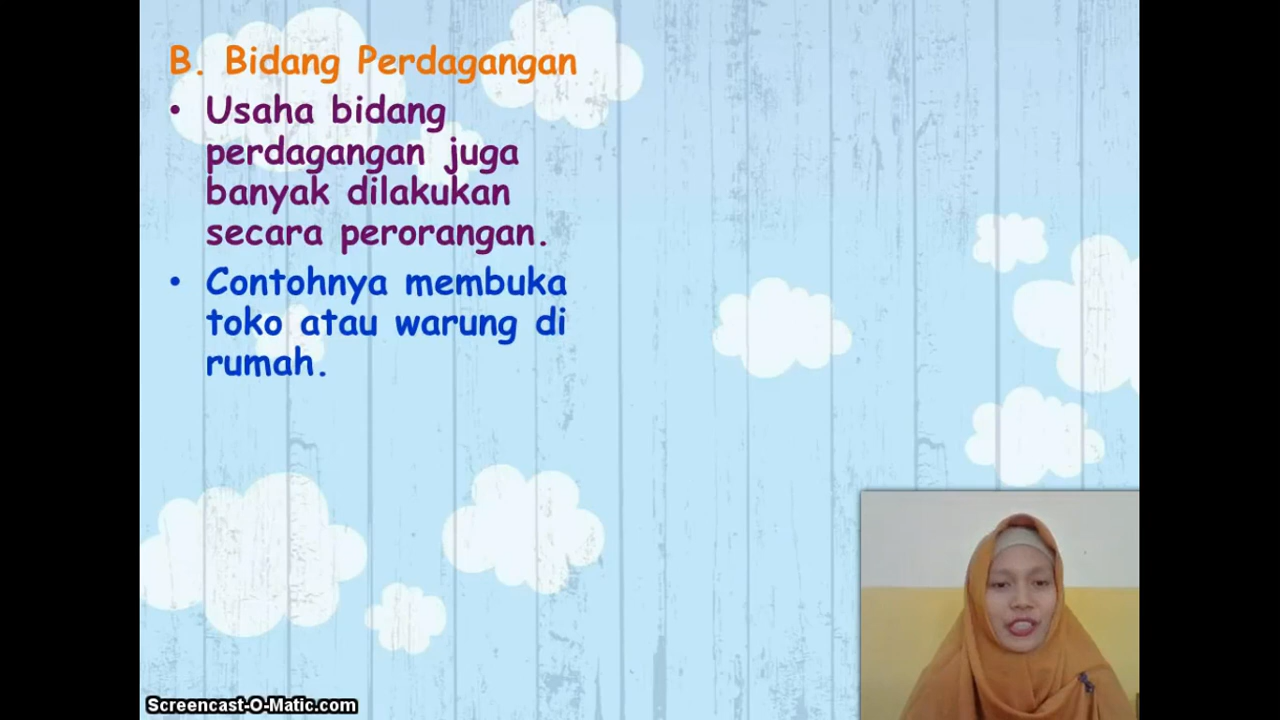 B. Bidang Perdagangan
• Usaha bidang
perdagangan juga
banyak dilakukan
secara perorangan.
• Contohnya membuka
toko atau warung di
rumah.
Screencast-O-Matic.com